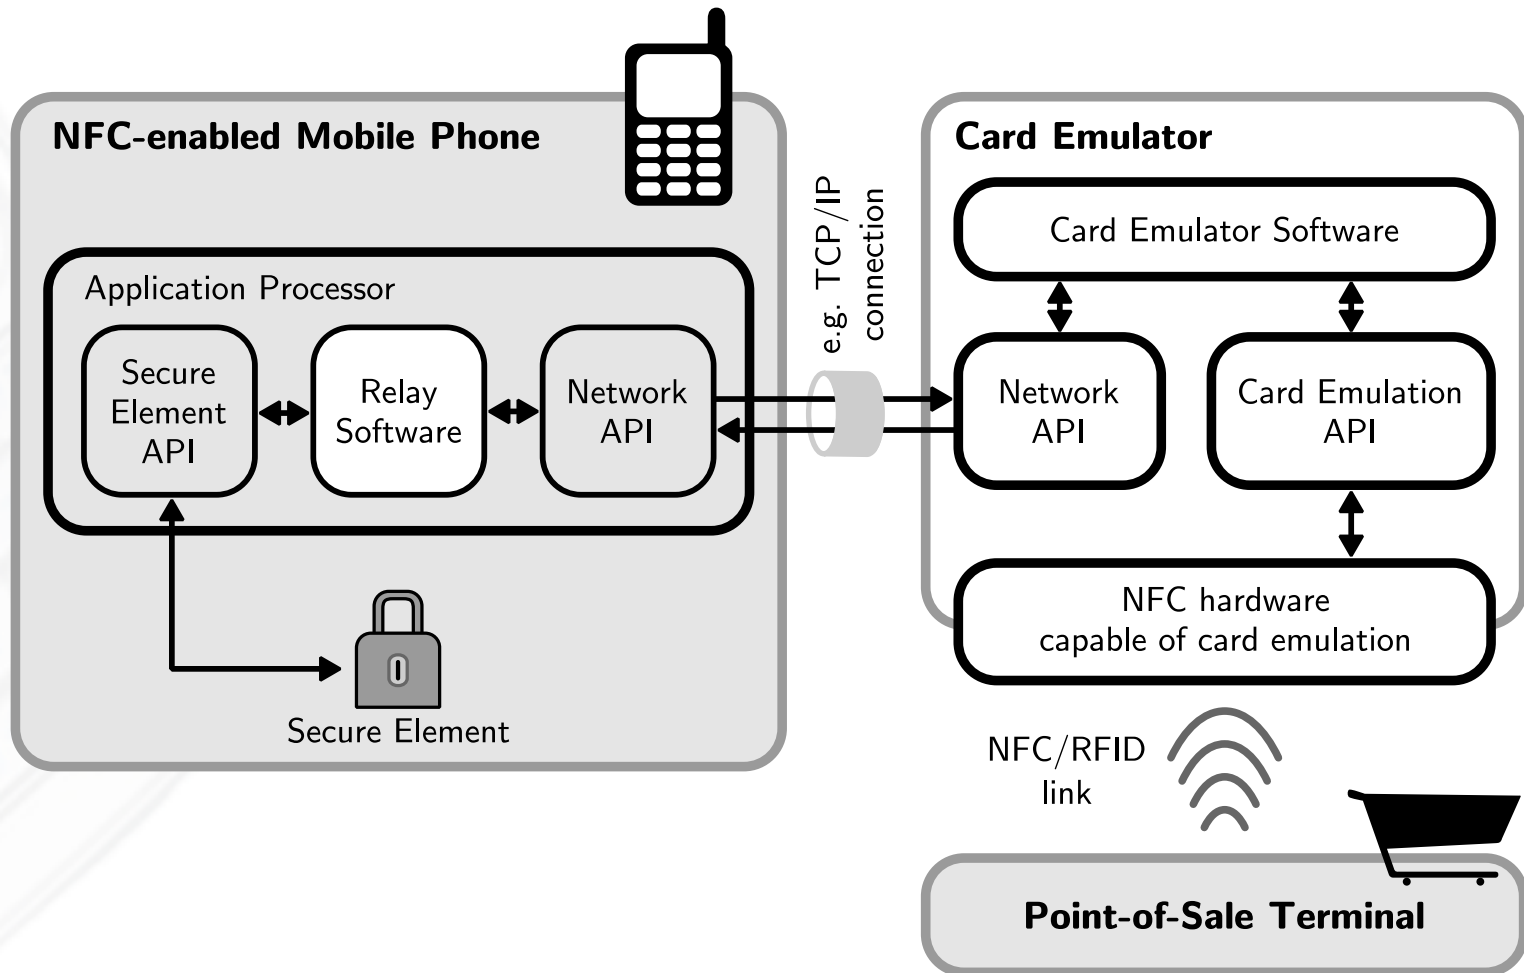 NFC-enabled Mobile Phone
Application Processor
Secure
Element
API
Relay
Software
Network
API
Secure Element
e.g. TCP/IP
connection
Card Emulator
Card Emulator Software
Network
API
Card Emulation
API
NFC hardware
capable of card emulation
NFC/RFID
link
Point-of-Sale Terminal